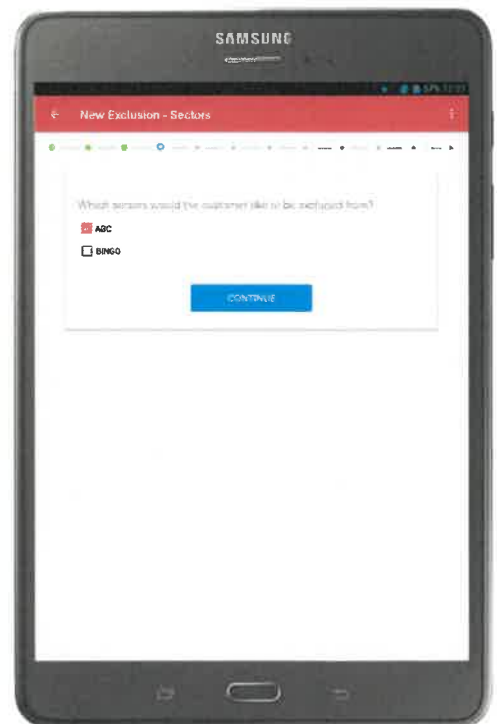 SAMSUNG
New Exclusion - Sectors
Which sectors would the customer like to be excluded from?
ABC
BINGO
CONTINUE